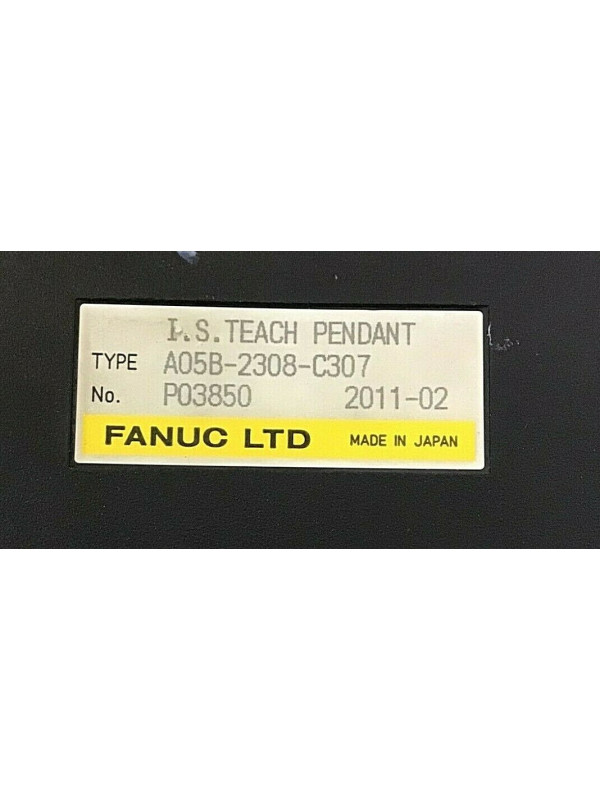 I.S.TEACH PENDANT
TYPE A05B-2308-C307
No. P03850 2011-02
FANUC LTD MADE IN JAPAN